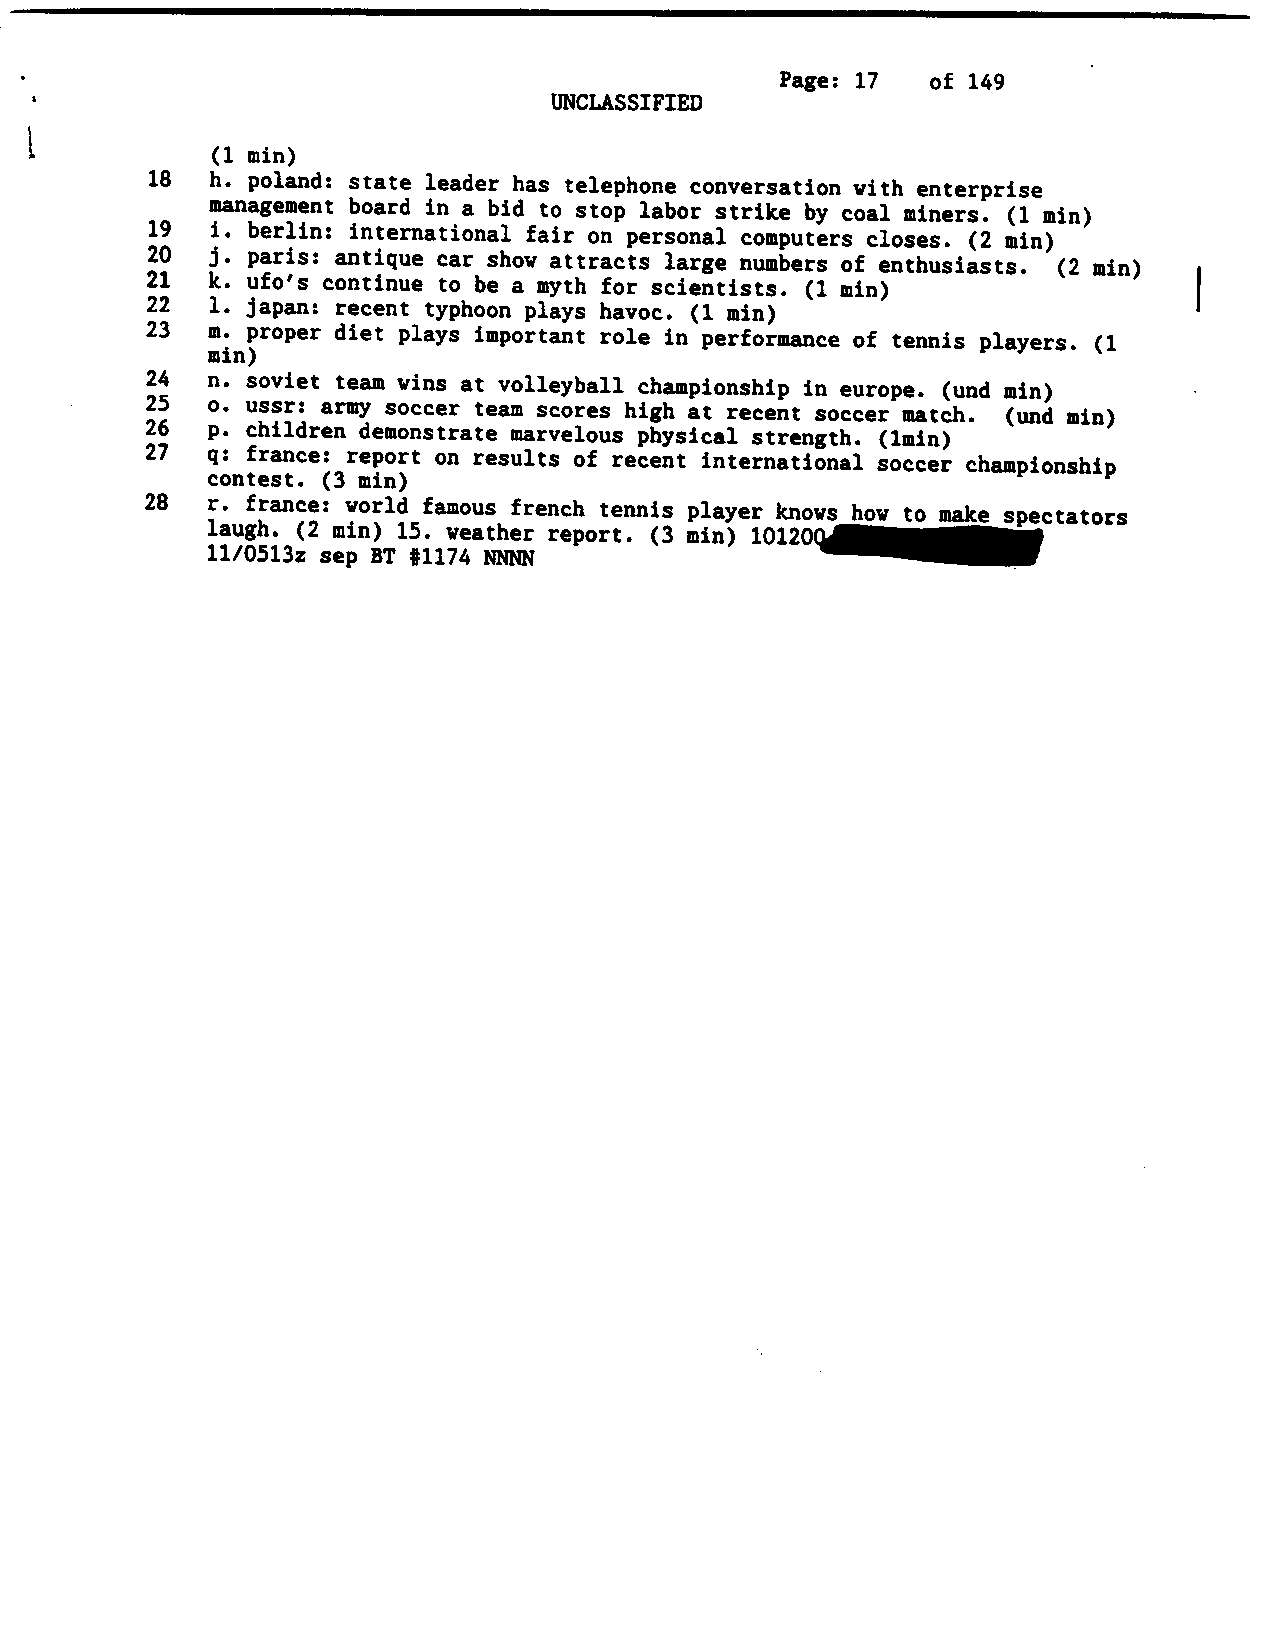 Page: 17 of 149
UNCLASSIFIED
(1 min)
18 h. poland: state leader has telephone conversation with enterprise
management board in a bid to stop labor strike by coal miners. (1 min)
19 i. berlin: international fair on personal computers closes. (2 min)
20 j. paris: antique car show attracts large numbers of enthusiasts. (2 min)
21 k. ufo's continue to be a myth for scientists. (1 min)
22 l. japan: recent typhoon plays havoc. (1 min)
23 m. proper diet plays important role in performance of tennis players. (1
min)
24 n. soviet team wins at volleyball championship in europe. (und min)
25 o. ussr: army soccer team scores high at recent soccer match. (und min)
26 p. children demonstrate marvelous physical strength. (1min)
27 q: france: report on results of recent international soccer championship
contest. (3 min)
28 r. france: world famous french tennis player knows how to make spectators
laugh. (2 min) 15. weather report. (3 min) 101200
11/0513z sep BT #1174 NNNN